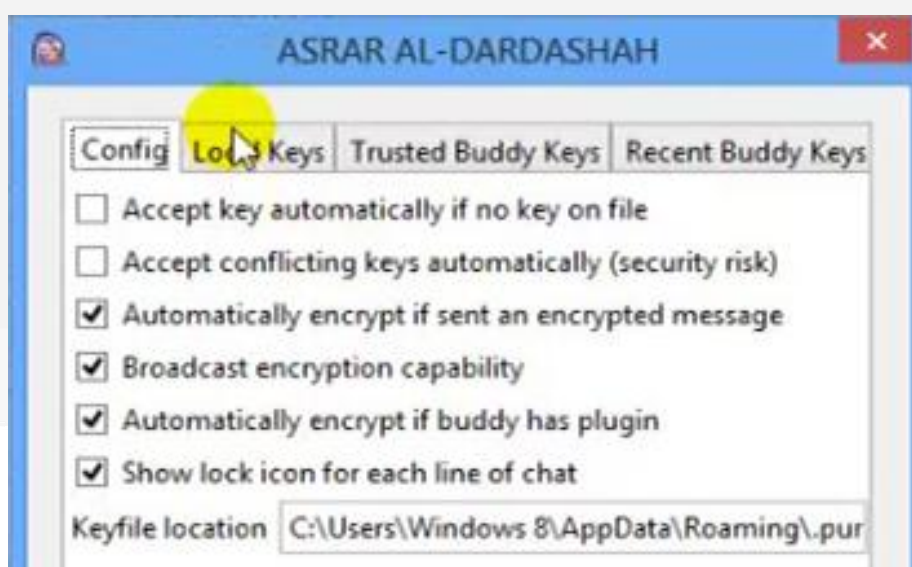 ASRAR AL-DARDASHAH
Config Local Keys Trusted Buddy Keys Recent Buddy Keys
Accept key automatically if no key on file
Accept conflicting keys automatically (security risk)
Automatically encrypt if sent an encrypted message
Broadcast encryption capability
Automatically encrypt if buddy has plugin
Show lock icon for each line of chat
Keyfile location C:\Users\Windows 8\AppData\Roaming\.pur